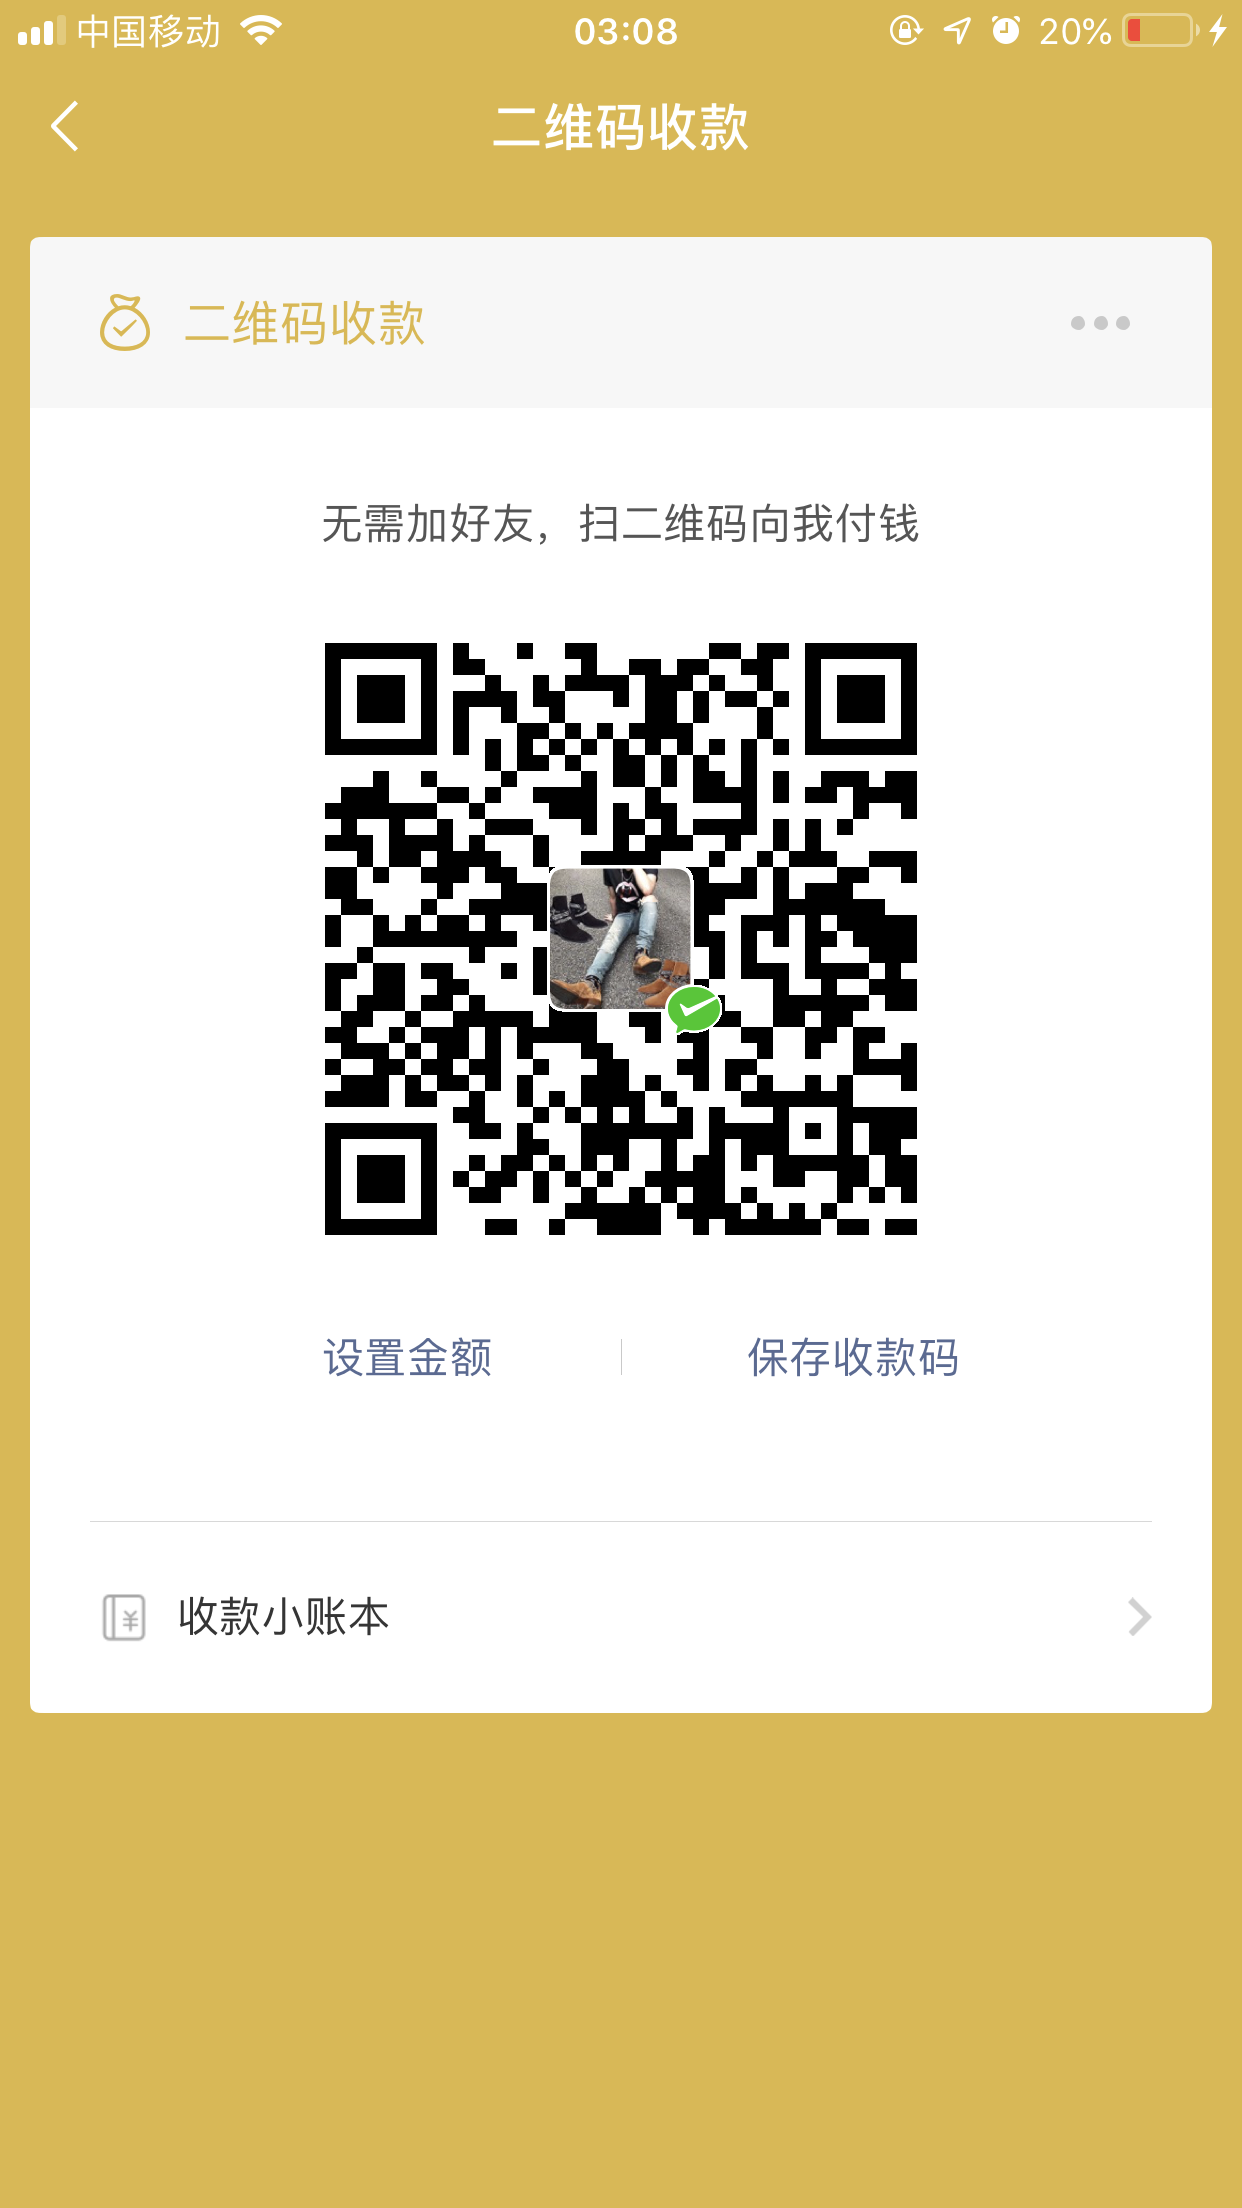 中国移动 03:08 20%
二维码收款
二维码收款
无需加好友，扫二维码向我付钱
设置金额 保存收款码
收款小账本